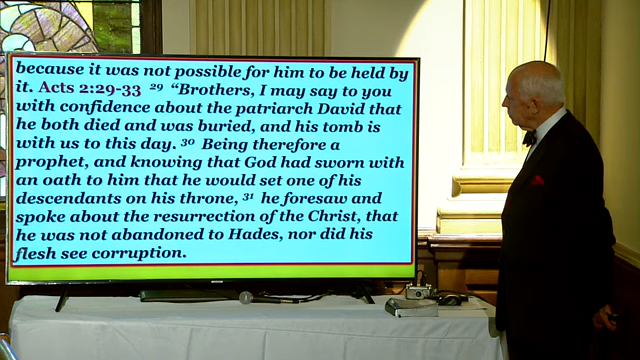 because it was not possible for him to be held by
it. Acts 2:29-33 ²⁹ “Brothers, I may say to you
with confidence about the patriarch David that
he both died and was buried, and his tomb is
with us to this day. ³⁰ Being therefore a
prophet, and knowing that God had sworn with
an oath to him that he would set one of his
descendants on his throne, ³¹ he foresaw and
spoke about the resurrection of the Christ, that
he was not abandoned to Hades, nor did his
flesh see corruption.